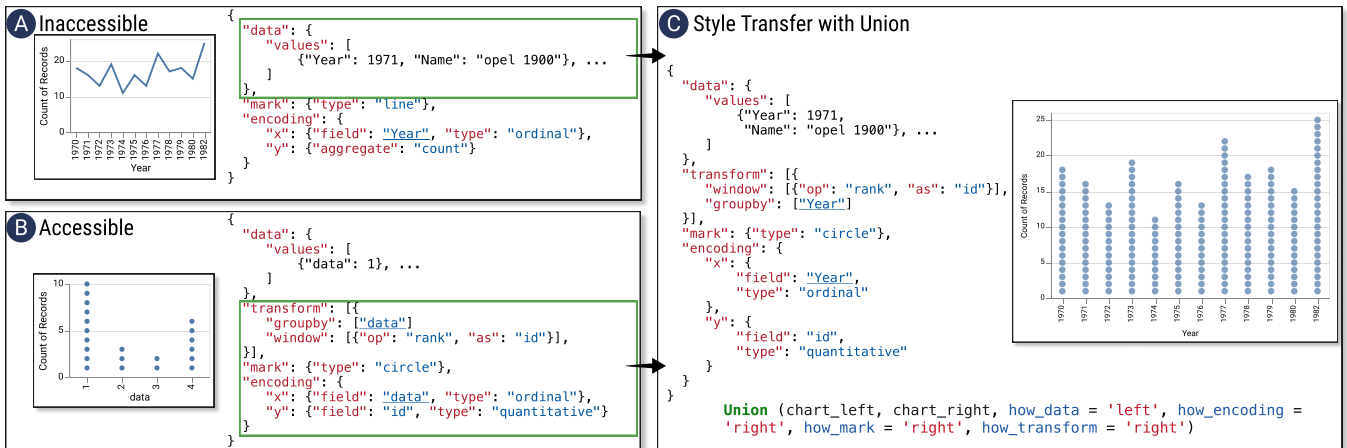 A Inaccessible
Count of Records
20
10
0
1970 1971 1972 1973 1974 1975 1976 1977 1978 1979 1980 1982
Year
{
"data": {
"values": [
{"Year": 1971, "Name": "opel 1900"}, ...
]
},
"mark": {"type": "line"},
"encoding": {
"x": {"field": "Year", "type": "ordinal"},
"y": {"aggregate": "count"}
}
}
B Accessible
Count of Records
10
5
0
1 2 3 4
data
{
"data": {
"values": [
{"data": 1}, ...
]
},
"transform": [{
"groupby": ["data"]
"window": [{"op": "rank", "as": "id"}],
}],
"mark": {"type": "circle"},
"encoding": {
"x": {"field": "data", "type": "ordinal"},
"y": {"field": "id", "type": "quantitative"}
}
}
C Style Transfer with Union
{
"data": {
"values": [
{"Year": 1971,
"Name": "opel 1900"}, ...
]
},
"transform": [{
"window": [{"op": "rank", "as": "id"}],
"groupby": ["Year"]
}],
"mark": {"type": "circle"},
"encoding": {
"x": {
"field": "Year",
"type": "ordinal"
},
"y": {
"field": "id",
"type": "quantitative"
}
}
}
Count of Records
25
20
15
10
5
0
1970 1971 1972 1973 1974 1975 1976 1977 1978 1979 1980 1982
Year
Union (chart_left, chart_right, how_data = 'left', how_encoding =
'right', how_mark = 'right', how_transform = 'right')